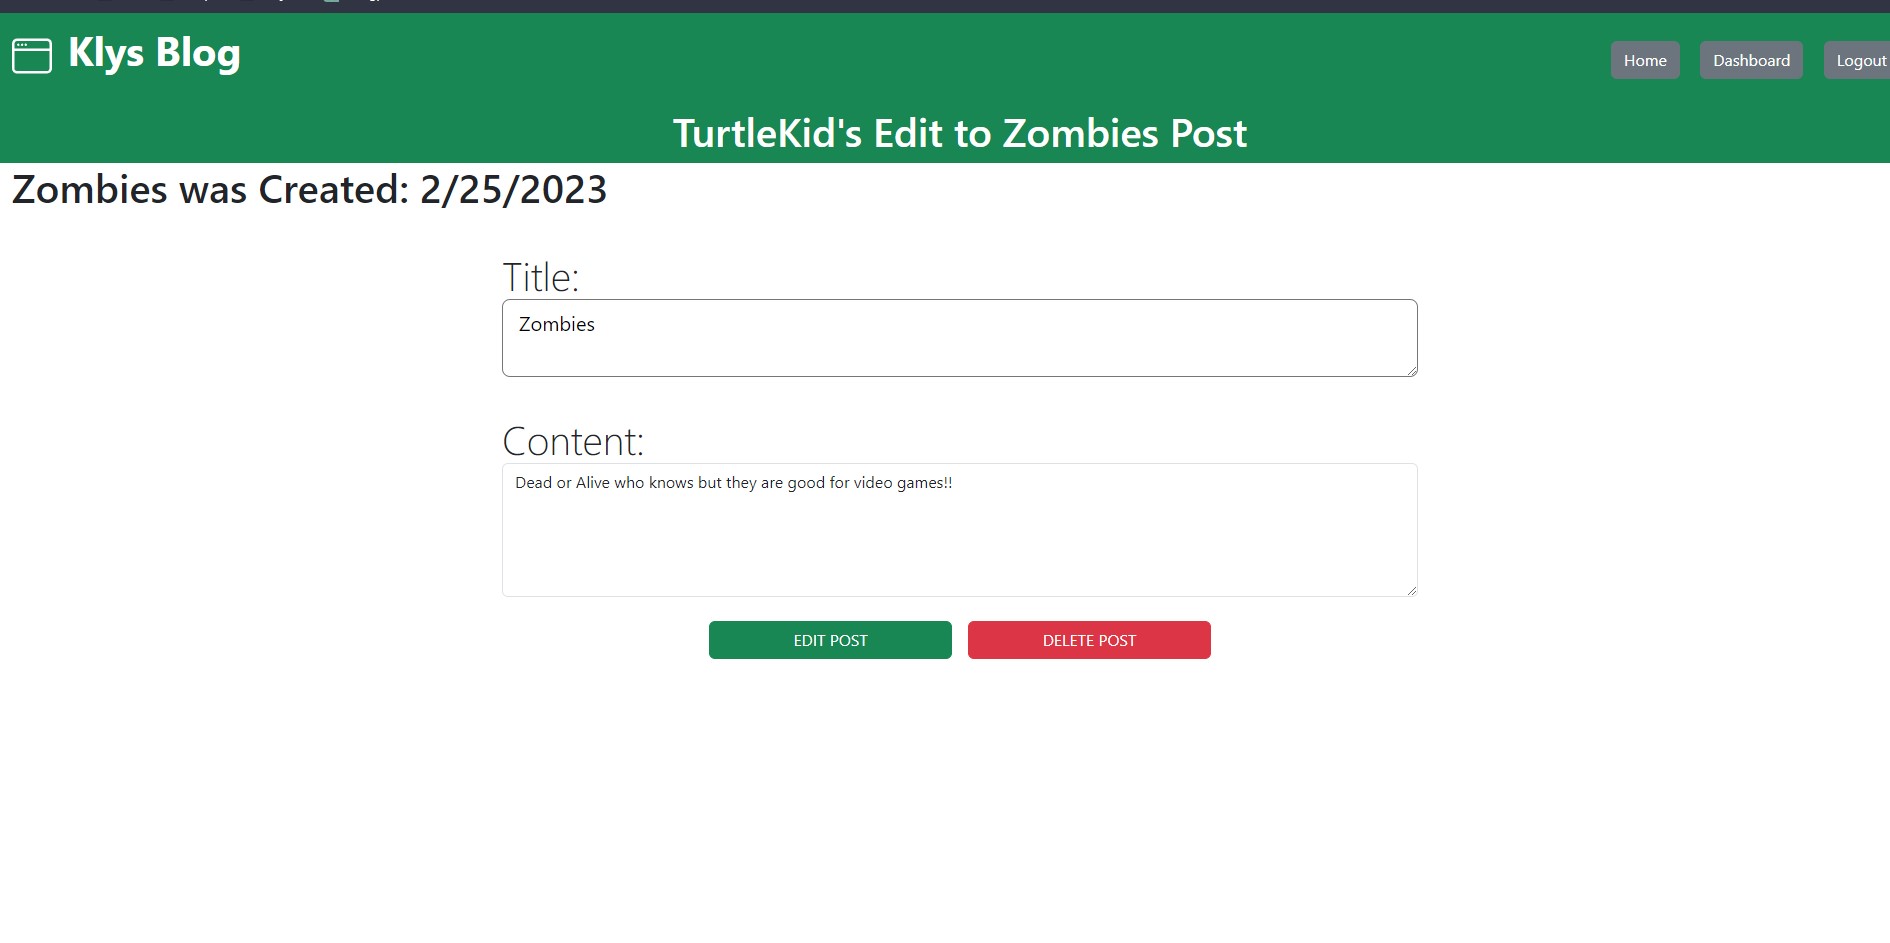 Klys Blog
Home
Dashboard
Logout
TurtleKid's Edit to Zombies Post
Zombies was Created: 2/25/2023
Title:
Zombies
Content:
Dead or Alive who knows but they are good for video games!!
EDIT POST
DELETE POST